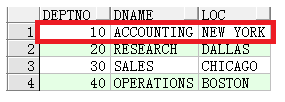 DEPTNO DNAME LOC
1 10 ACCOUNTING NEW YORK
2 20 RESEARCH DALLAS
3 30 SALES CHICAGO
4 40 OPERATIONS BOSTON